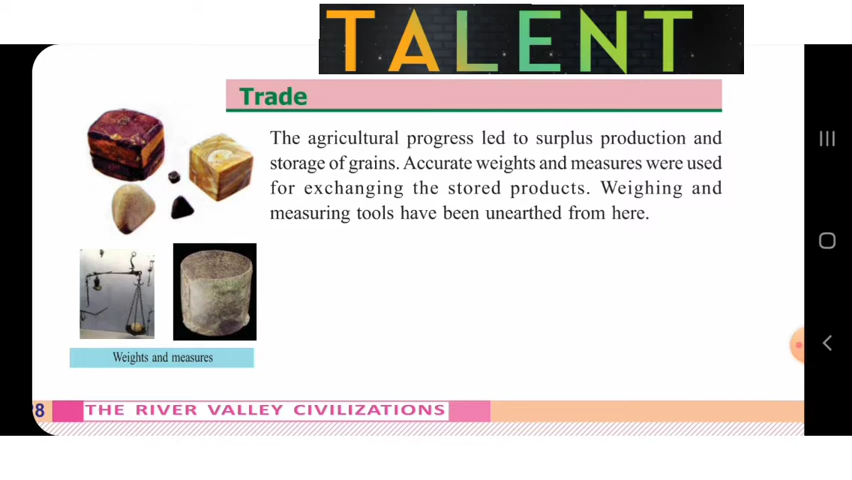 TALENT
Trade
The agricultural progress led to surplus production and
storage of grains. Accurate weights and measures were used
for exchanging the stored products. Weighing and
measuring tools have been unearthed from here.
Weights and measures
8 THE RIVER VALLEY CIVILIZATIONS